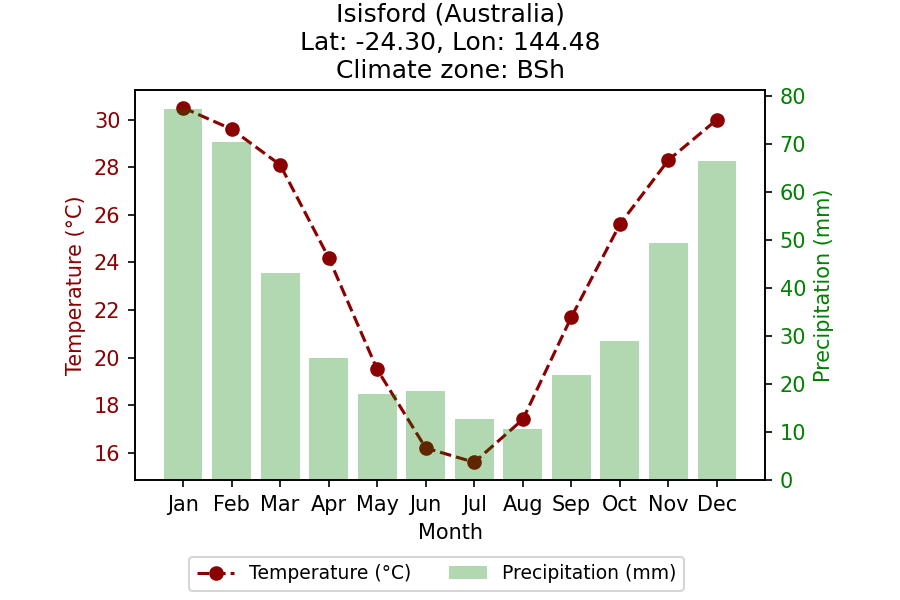 Isisford (Australia)
Lat: -24.30, Lon: 144.48
Climate zone: BSh
Temperature (°C)
30
28
26
24
22
20
18
16
80
70
60
50
40
30
20
10
0
Precipitation (mm)
Jan Feb Mar Apr May Jun Jul Aug Sep Oct Nov Dec
Month
Temperature (°C) Precipitation (mm)